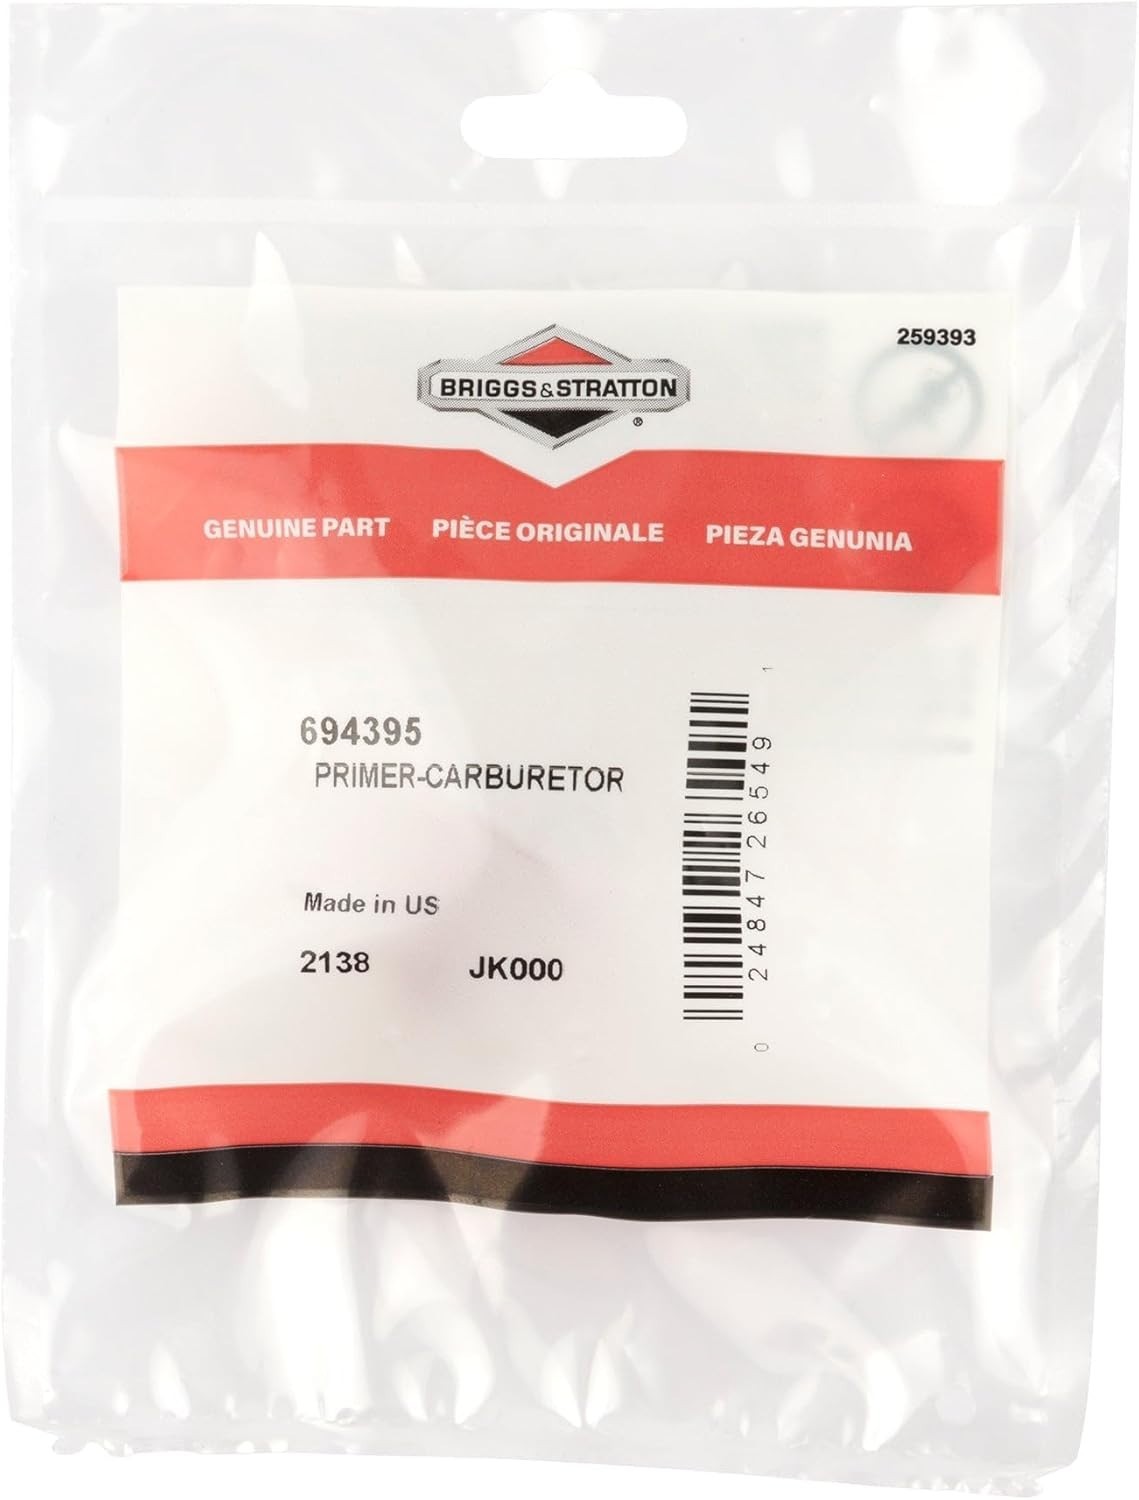 259393
BRIGGS&STRATTON
®
GENUINE PART PIÈCE ORIGINALE PIEZA GENUNIA
694395
PRIMER-CARBURETOR
Made in US
2138 JK000
0 24847 26549 1